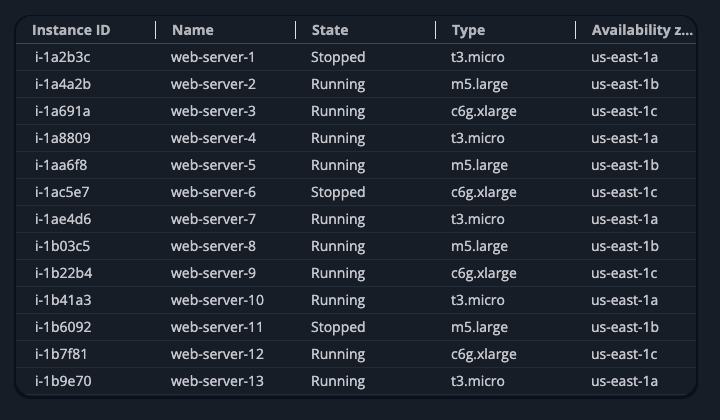 Instance ID Name State Type Availability z...
i-1a2b3c web-server-1 Stopped t3.micro us-east-1a
i-1a4a2b web-server-2 Running m5.large us-east-1b
i-1a691a web-server-3 Running c6g.xlarge us-east-1c
i-1a8809 web-server-4 Running t3.micro us-east-1a
i-1aa6f8 web-server-5 Running m5.large us-east-1b
i-1ac5e7 web-server-6 Stopped c6g.xlarge us-east-1c
i-1ae4d6 web-server-7 Running t3.micro us-east-1a
i-1b03c5 web-server-8 Running m5.large us-east-1b
i-1b22b4 web-server-9 Running c6g.xlarge us-east-1c
i-1b41a3 web-server-10 Running t3.micro us-east-1a
i-1b6092 web-server-11 Stopped m5.large us-east-1b
i-1b7f81 web-server-12 Running c6g.xlarge us-east-1c
i-1b9e70 web-server-13 Running t3.micro us-east-1a